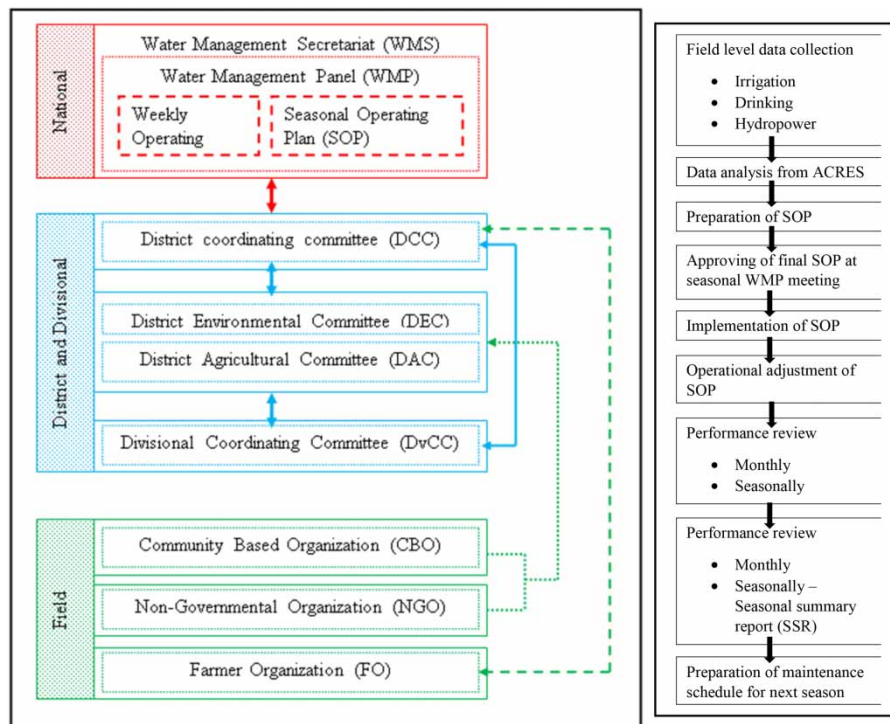 National
Water Management Secretariat (WMS)
Water Management Panel (WMP)
Weekly
Operating
Seasonal Operating
Plan (SOP)
District and Divisional
District coordinating committee (DCC)
District Environmental Committee (DEC)
District Agricultural Committee (DAC)
Divisional Coordinating Committee (DvCC)
Field
Community Based Organization (CBO)
Non-Governmental Organization (NGO)
Farmer Organization (FO)
Field level data collection
• Irrigation
• Drinking
• Hydropower
Data analysis from ACRES
Preparation of SOP
Approving of final SOP at
seasonal WMP meeting
Implementation of SOP
Operational adjustment of
SOP
Performance review
• Monthly
• Seasonally
Performance review
• Monthly
• Seasonally –
Seasonal summary
report (SSR)
Preparation of maintenance
schedule for next season